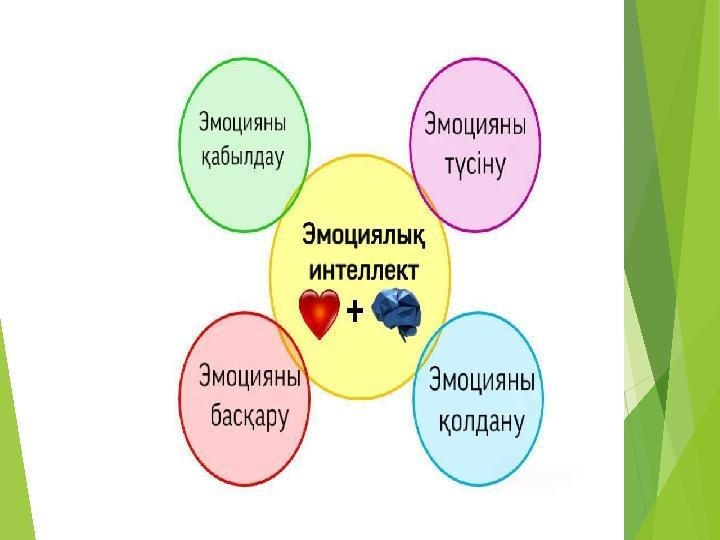 Эмоцияны
қабылдау
Эмоцияны
түсіну
Эмоциялық
интеллект
+
Эмоцияны
басқару
Эмоцияны
қолдану